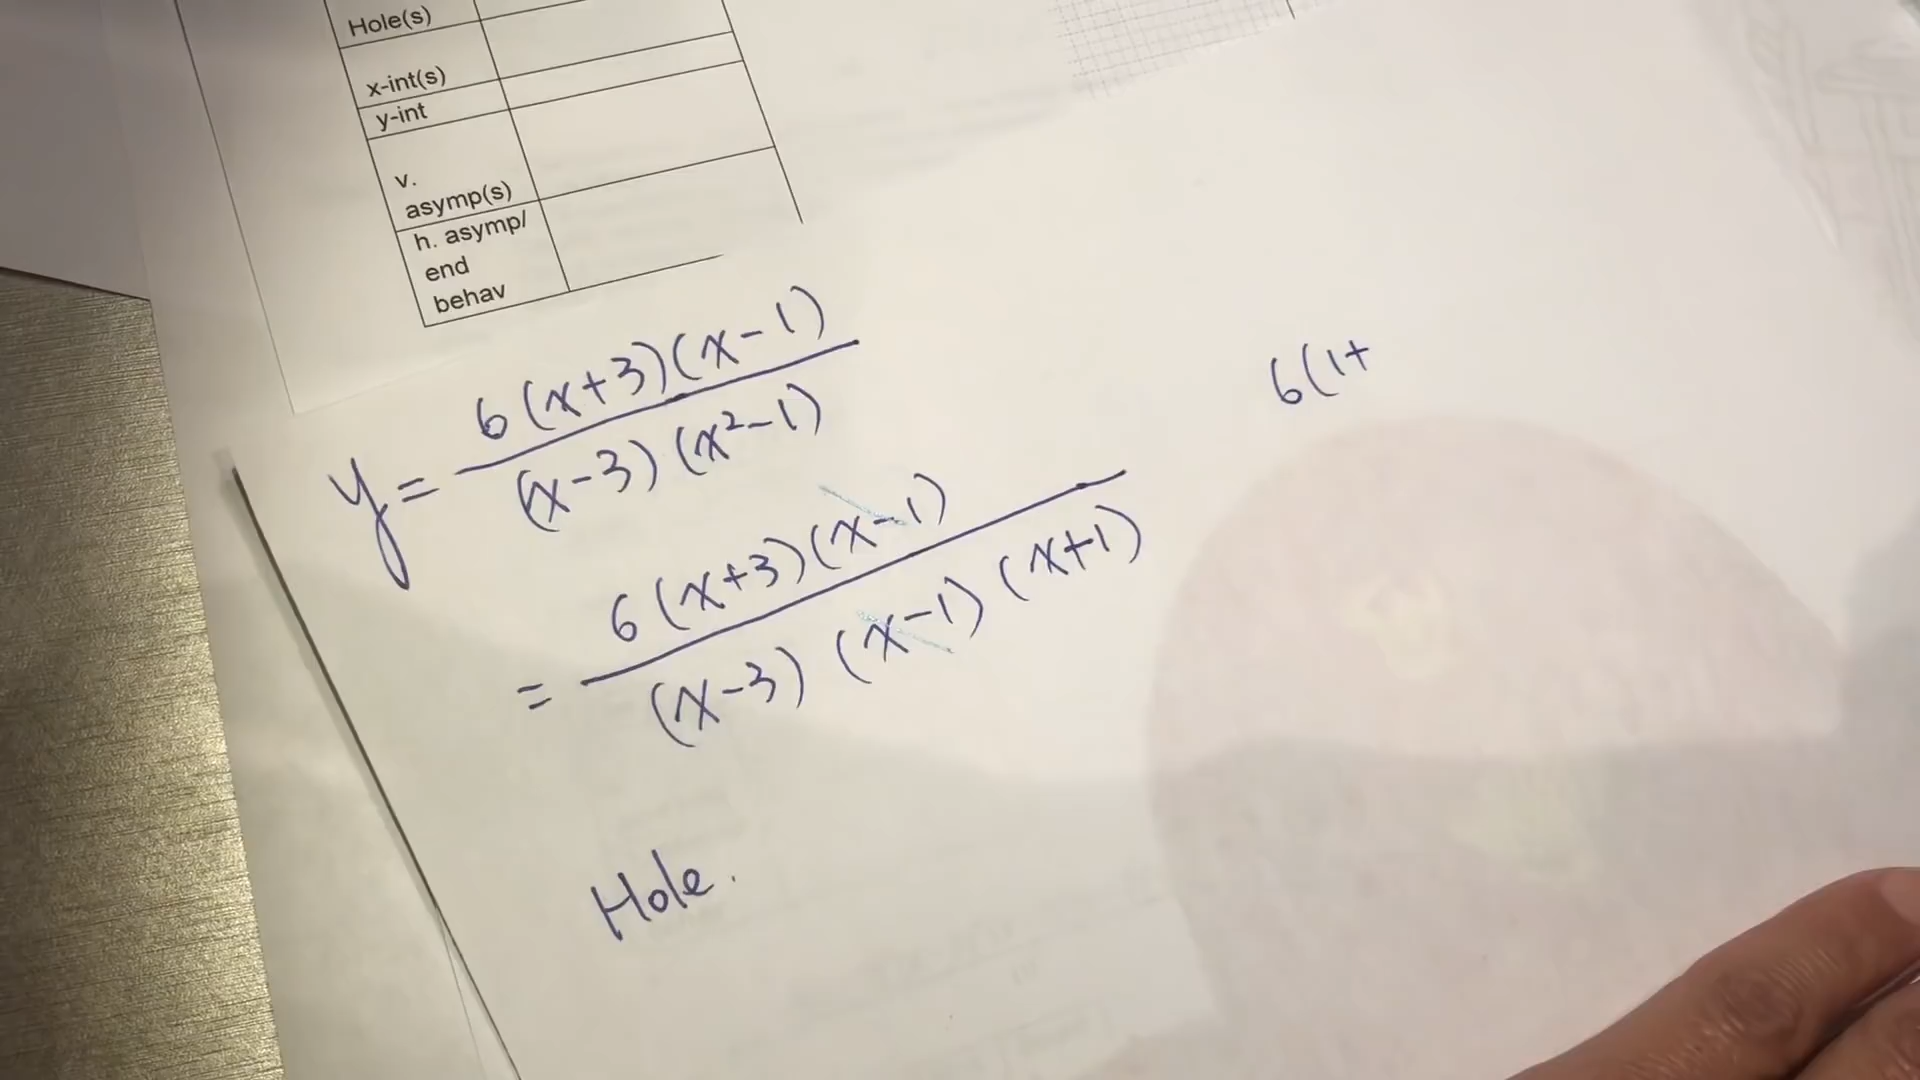 Hole(s)
x-int(s)
y-int
v.
asymp(s)
h. asymp/
end
behav
6(x+3)(x-1)
y= (x-3)(x²-1)
6(1+
6(x+3)(x-1)
= (x-3)(x-1)(x+1)
Hole.